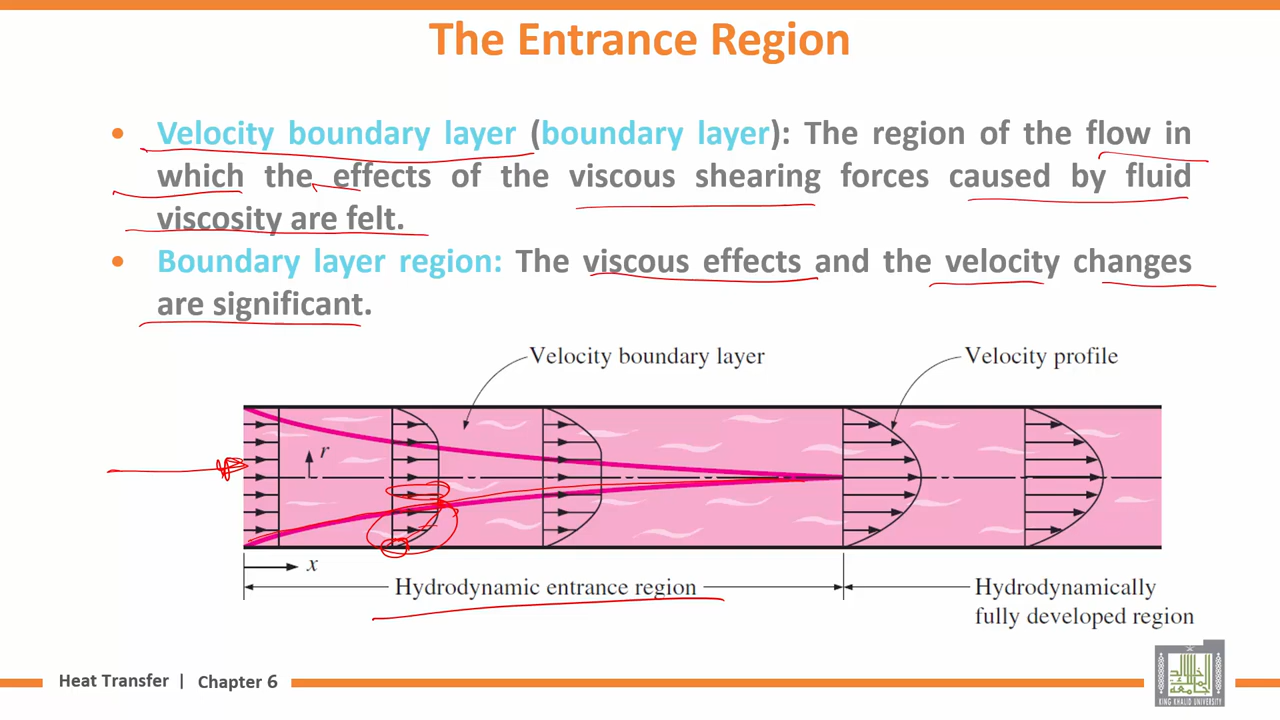 The Entrance Region
• Velocity boundary layer (boundary layer): The region of the flow in
which the effects of the viscous shearing forces caused by fluid
viscosity are felt.
• Boundary layer region: The viscous effects and the velocity changes
are significant.
Velocity boundary layer
Velocity profile
r
x
Hydrodynamic entrance region
Hydrodynamically
fully developed region
Heat Transfer | Chapter 6
KING KHALID UNIVERSITY